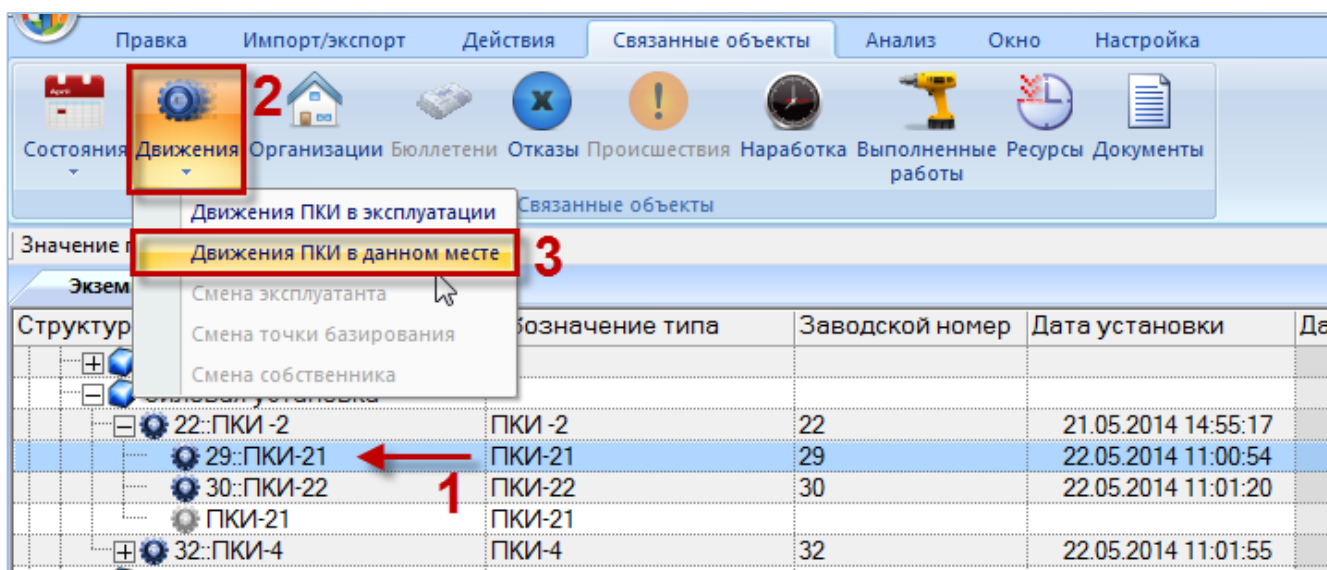 Правка Импорт/экспорт Действия Связанные объекты Анализ Окно Настройка
April
2
Состояния Движения Организации Бюллетени Отказы Происшествия Наработка Выполненные работы Ресурсы Документы
Связанные объекты
Движения ПКИ в эксплуатации
Движения ПКИ в данном месте 3
Смена эксплуатанта
Смена точки базирования
Смена собственника
Значение
Экзем
Структур означение типа Заводской номер Дата установки Да
22::ПКИ -2 ПКИ -2 22 21.05.2014 14:55:17
29::ПКИ-21 ПКИ-21 29 22.05.2014 11:00:54
1
30::ПКИ-22 ПКИ-22 30 22.05.2014 11:01:20
ПКИ-21 ПКИ-21
32::ПКИ-4 ПКИ-4 32 22.05.2014 11:01:55